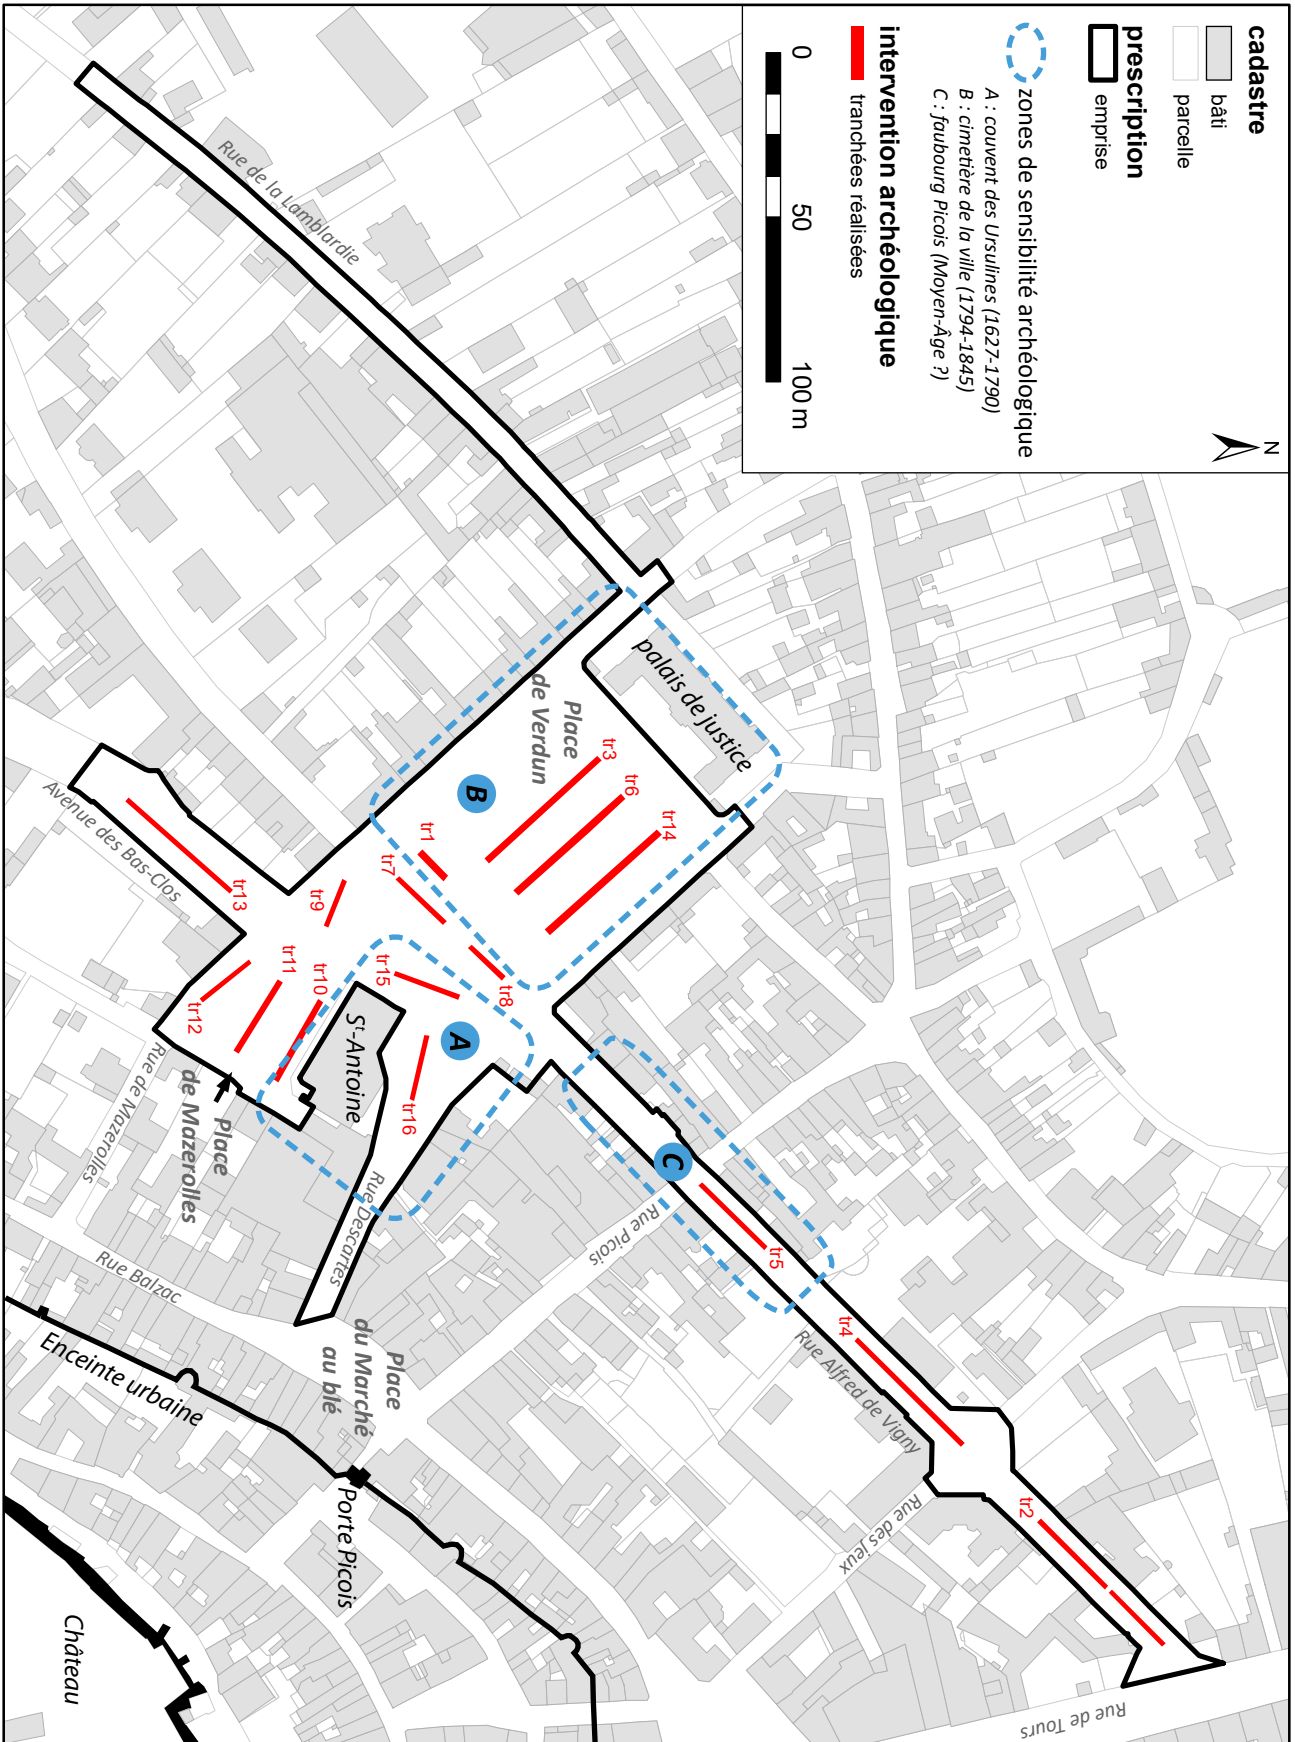 cadastre
bâti
parcelle
prescription
emprise
zones de sensibilité archéologique
A : couvent des Ursulines (1627-1790)
B : cimetière de la ville (1794-1845)
C : faubourg Picois (Moyen-Âge ?)
intervention archéologique
tranchées réalisées
0
50
100 m
N
Rue de Tours
tr2
Rue des jeux
Rue Alfred de Vigny
tr4
tr5
C
Rue Picois
palais de justice
tr14
tr6
tr3
Place
de Verdun
B
tr1
tr7
tr8
A
tr15
tr16
St-Antoine
Rue Descartes
Place
du Marché
au blé
Porte Picois
Rue de la Lamblardie
tr9
tr10
tr11
tr12
tr13
Avenue des Bas-Clos
Place
de Mazerolles
Rue de Mazerolles
Rue Balzac
Enceinte urbaine
Château